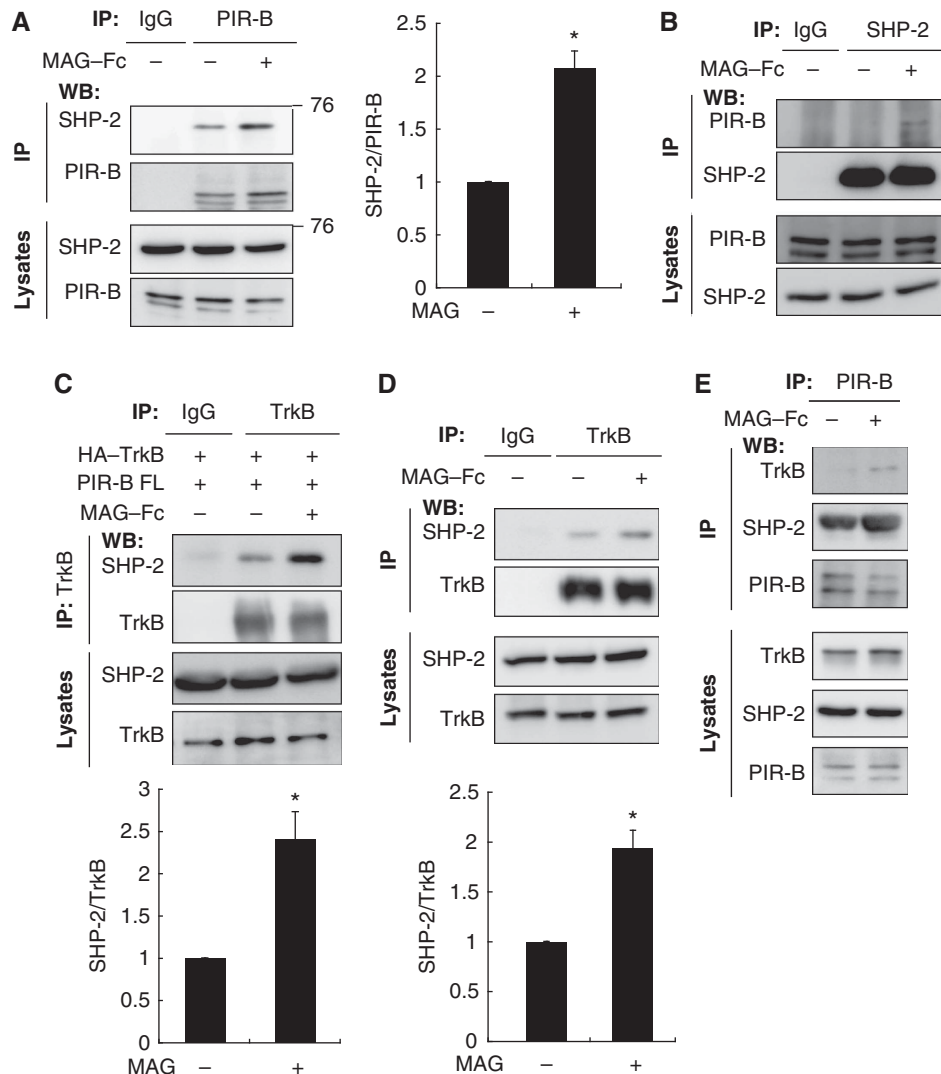 A
IP: IgG PIR-B
MAG–Fc – – +
WB:
IP
SHP-2
76
PIR-B
Lysates
SHP-2
76
PIR-B
SHP-2/PIR-B
2.5
2
1.5
1
0.5
0
*
MAG – +
B
IP: IgG SHP-2
MAG–Fc – – +
WB:
IP
PIR-B
SHP-2
Lysates
PIR-B
SHP-2
C
IP: IgG TrkB
HA–TrkB + + +
PIR-B FL + + +
MAG–Fc – – +
WB:
IP: TrkB
SHP-2
TrkB
Lysates
SHP-2
TrkB
SHP-2/TrkB
3
2.5
2
1.5
1
0.5
0
*
MAG – +
D
IP: IgG TrkB
MAG–Fc – – +
WB:
IP
SHP-2
TrkB
Lysates
SHP-2
TrkB
SHP-2/TrkB
2.5
2
1.5
1
0.5
0
*
MAG – +
E
IP: PIR-B
MAG–Fc – +
WB:
IP
TrkB
SHP-2
PIR-B
Lysates
TrkB
SHP-2
PIR-B